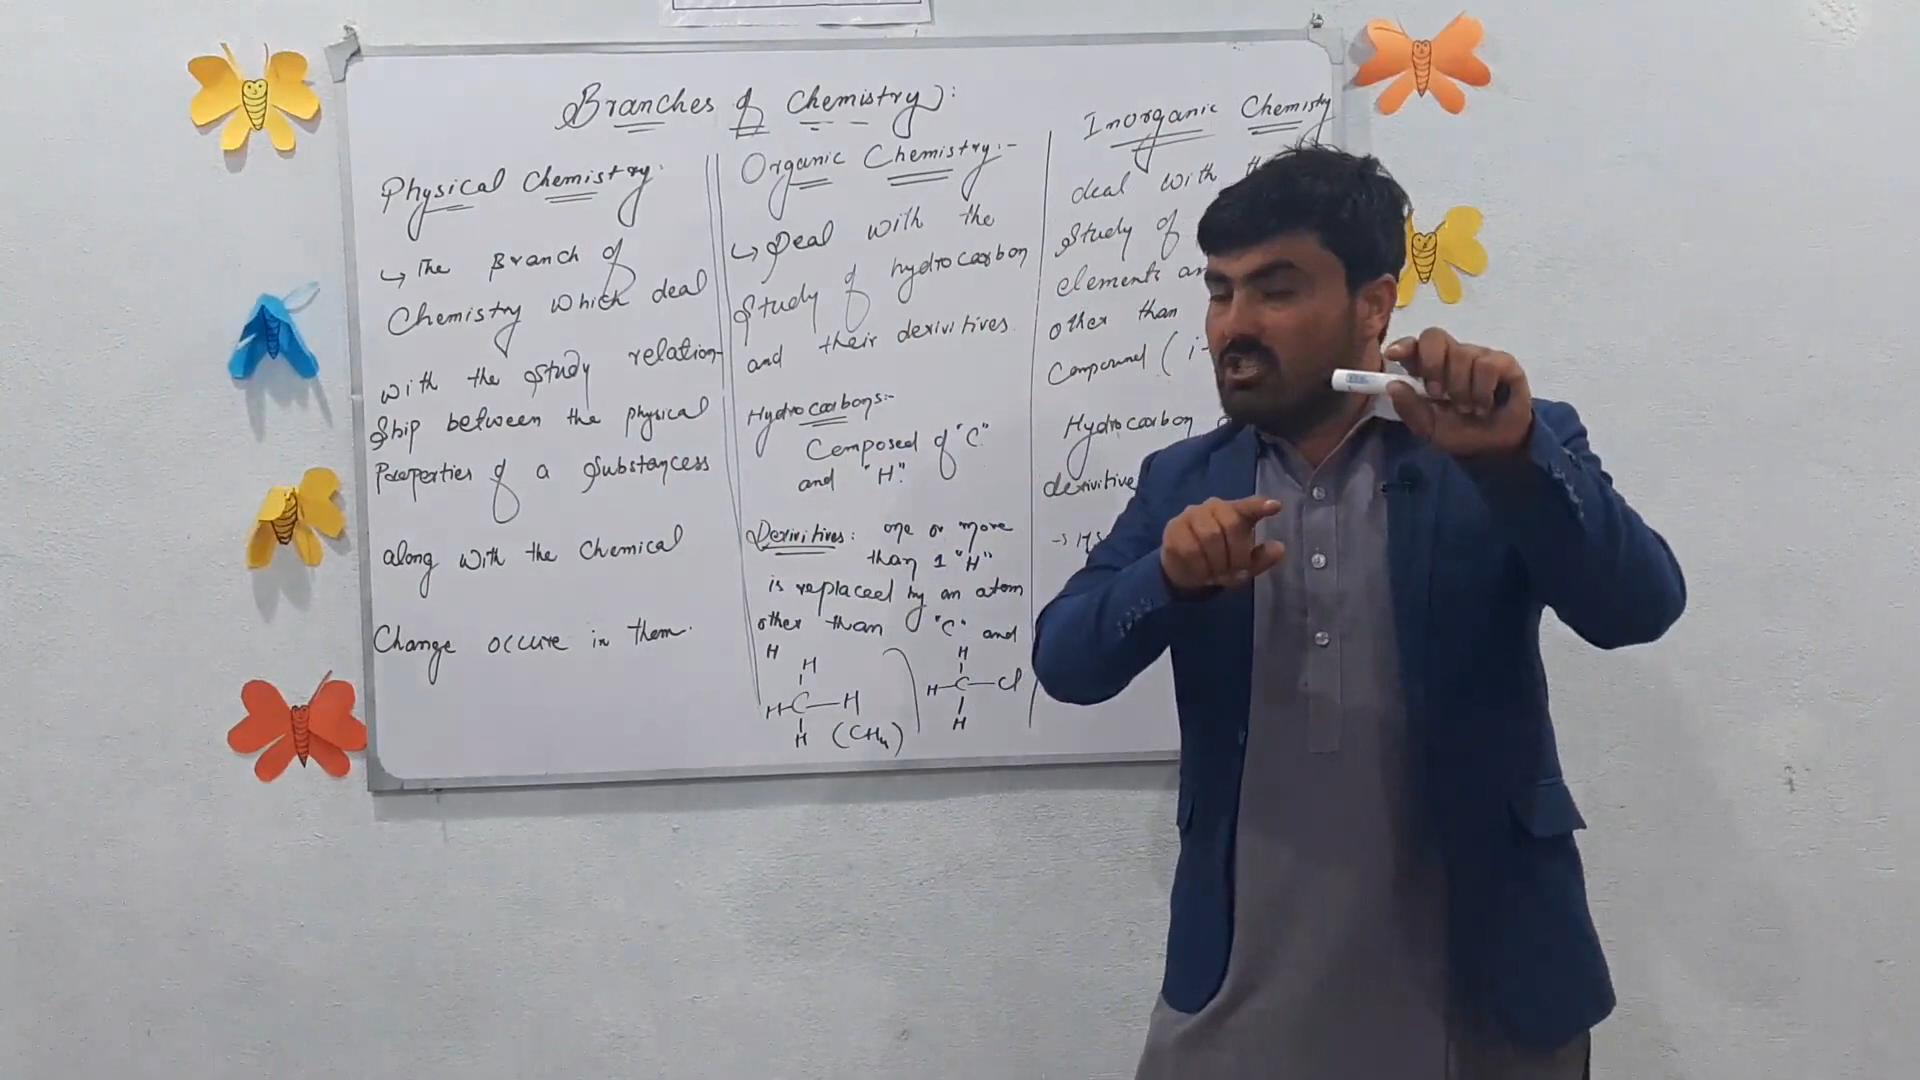 Branches of Chemistry:
Physical Chemistry:
↳ The Branch of
Chemistry which deal
with the study relation-
ship between the physical
Properties of a Substancess
along with the Chemical
Change occure in them.
Organic Chemistry:-
↳ Deal with the
study of hydrocarbon
and their derivitives.
Hydrocarbons:-
Composed of "C"
and "H".
Derivitives: one or more
than 1 "H"
is replaced by an atom
other than "C" and
H
H
H-C-H
H (CH4)
H
H-C-Cl
H
Inorganic Chemistry
deal with
study of
elements
other than
Compound (
Hydrocarbon
derivitive